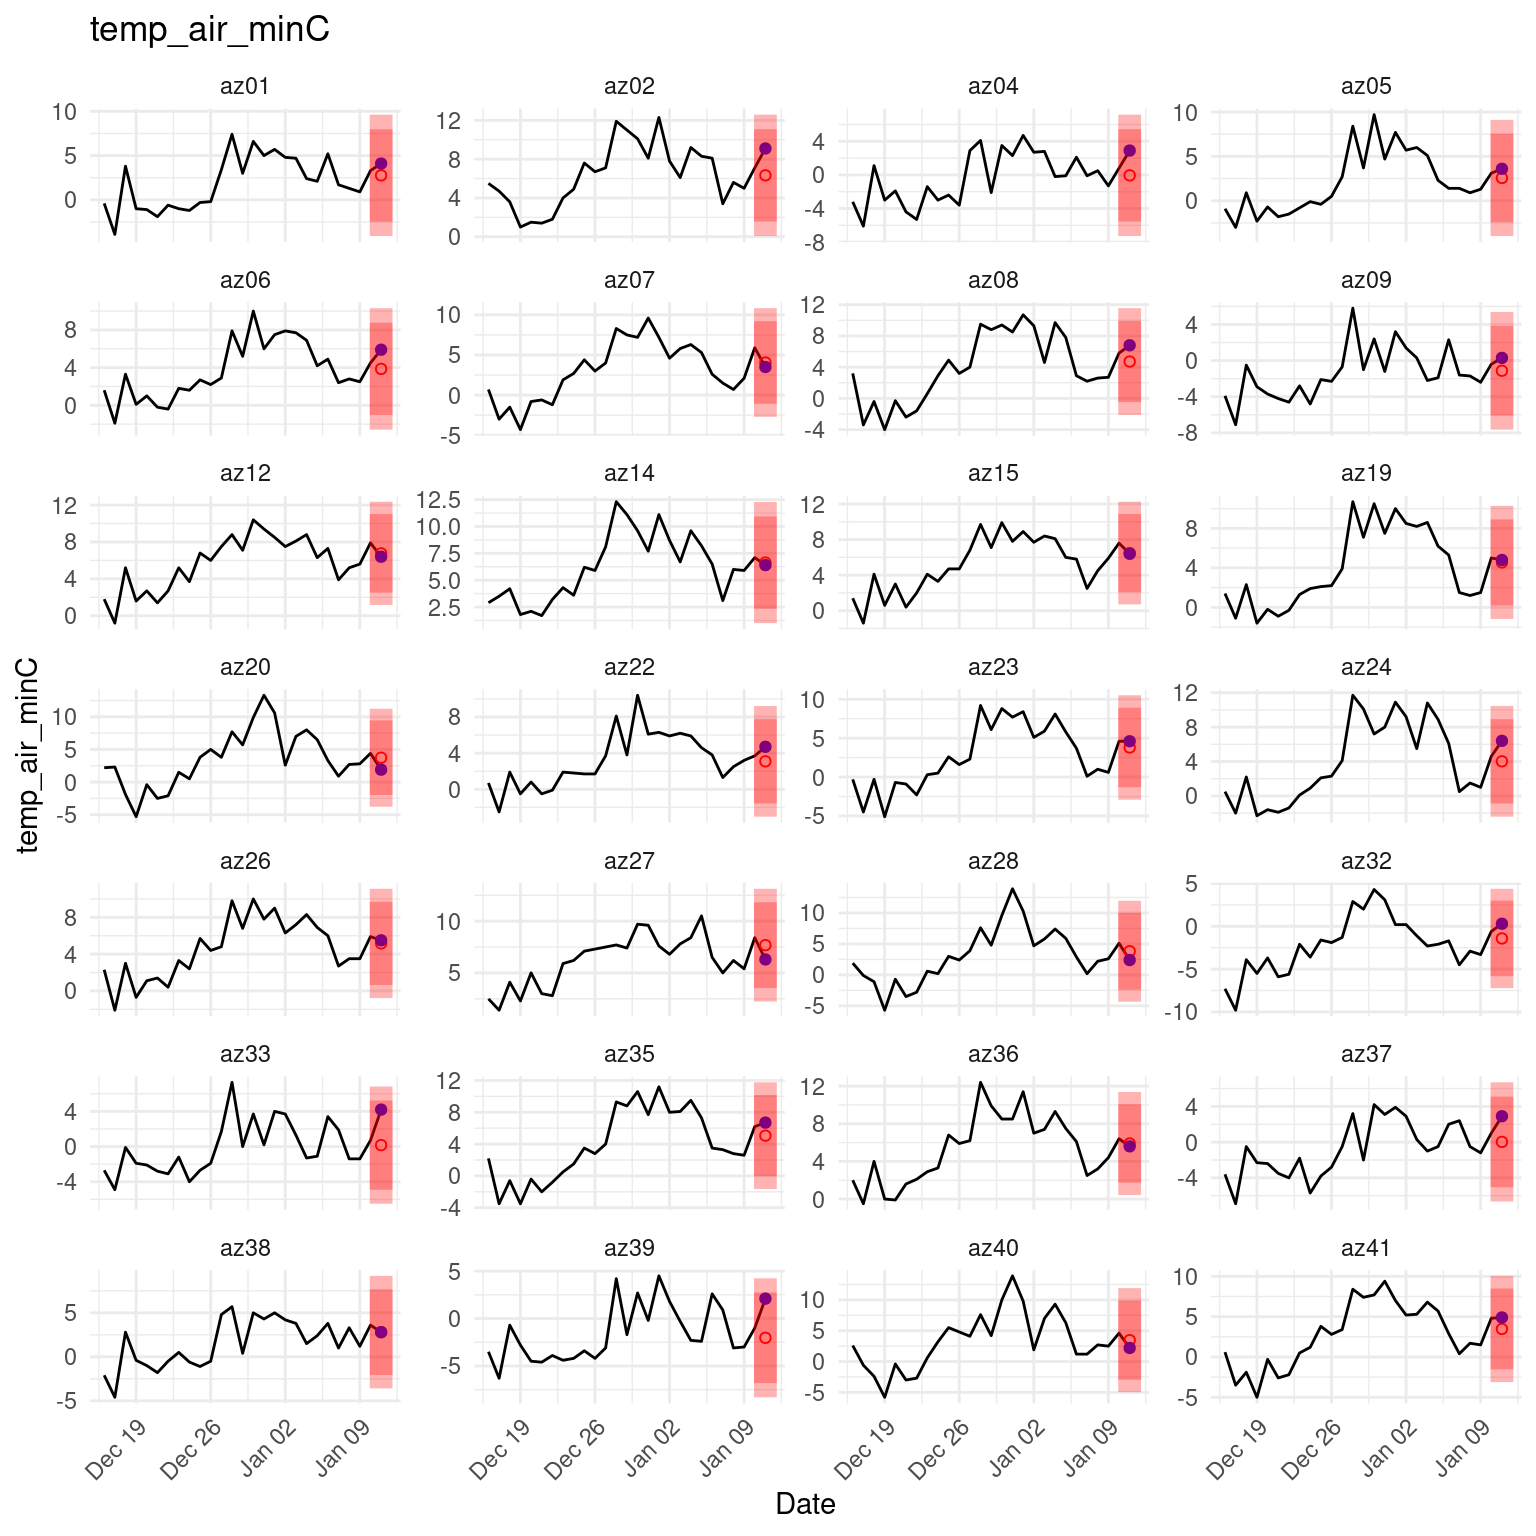 temp_air_minC
az01 az02 az04 az05
10 5 0
12 8 4 0
4 0 -4 -8
10 5 0
az06 az07 az08 az09
8 4 0
10 5 0 -5
12 8 4 0 -4
4 0 -4 -8
az12 az14 az15 az19
12 8 4 0
12.5 10.0 7.5 5.0 2.5
12 8 4 0
8 4 0
az20 az22 az23 az24
10 5 0 -5
8 4 0
10 5 0 -5
12 8 4 0
temp_air_minC
az26 az27 az28 az32
8 4 0
10 5
10 5 0 -5
5 0 -5 -10
az33 az35 az36 az37
4 0 -4
12 8 4 0 -4
12 8 4 0
4 0 -4
az38 az39 az40 az41
5 0 -5
5 0 -5
10 5 0 -5
10 5 0 -5
Dec 19 Dec 26 Jan 02 Jan 09
Dec 19 Dec 26 Jan 02 Jan 09
Dec 19 Dec 26 Jan 02 Jan 09
Dec 19 Dec 26 Jan 02 Jan 09
Date